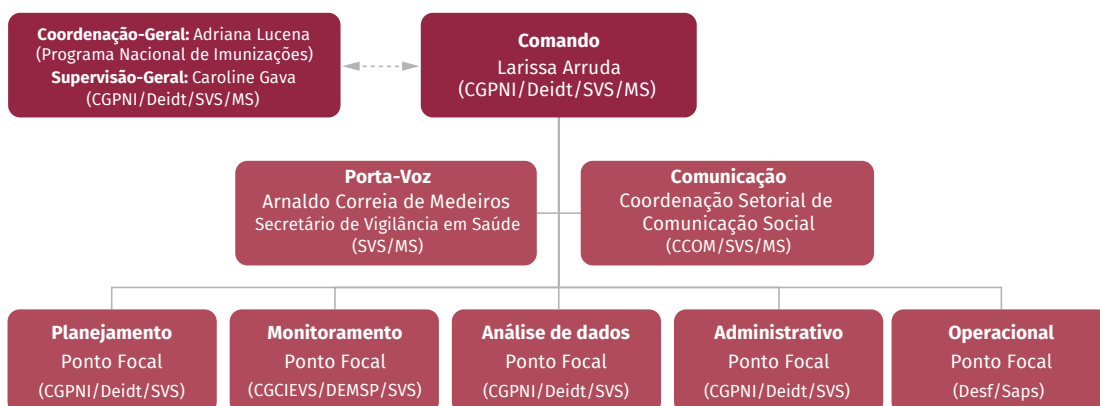 Coordenação-Geral: Adriana Lucena
(Programa Nacional de Imunizações)
Supervisão-Geral: Caroline Gava
(CGPNI/Deidt/SVS/MS)
Comando
Larissa Arruda
(CGPNI/Deidt/SVS/MS)
Porta-Voz
Arnaldo Correia de Medeiros
Secretário de Vigilância em Saúde
(SVS/MS)
Comunicação
Coordenação Setorial de
Comunicação Social
(CCOM/SVS/MS)
Planejamento
Ponto Focal
(CGPNI/Deidt/SVS)
Monitoramento
Ponto Focal
(CGCIEVS/DEMSP/SVS)
Análise de dados
Ponto Focal
(CGPNI/Deidt/SVS)
Administrativo
Ponto Focal
(CGPNI/Deidt/SVS)
Operacional
Ponto Focal
(Desf/Saps)